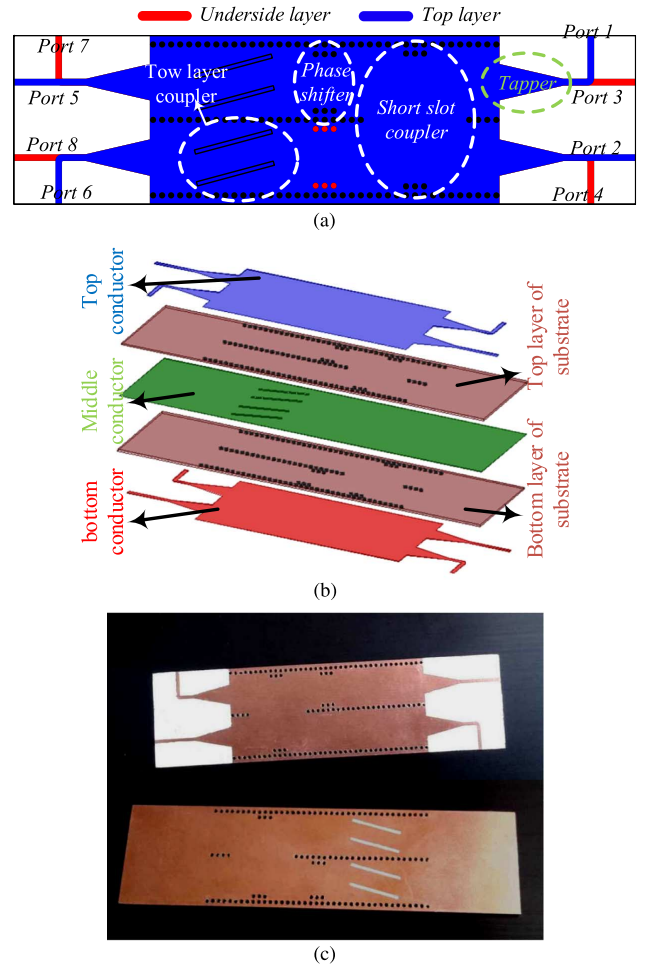 Underside layer Top layer
Port 7
Port 1
Tow layer
coupler
Phase
shifter
Tapper
Port 5
Short slot
coupler
Port 3
Port 8
Port 2
Port 6
Port 4
(a)
Top
conductor
Top layer of
substrate
Middle
conductor
Bottom layer of
substrate
bottom
conductor
(b)
(c)